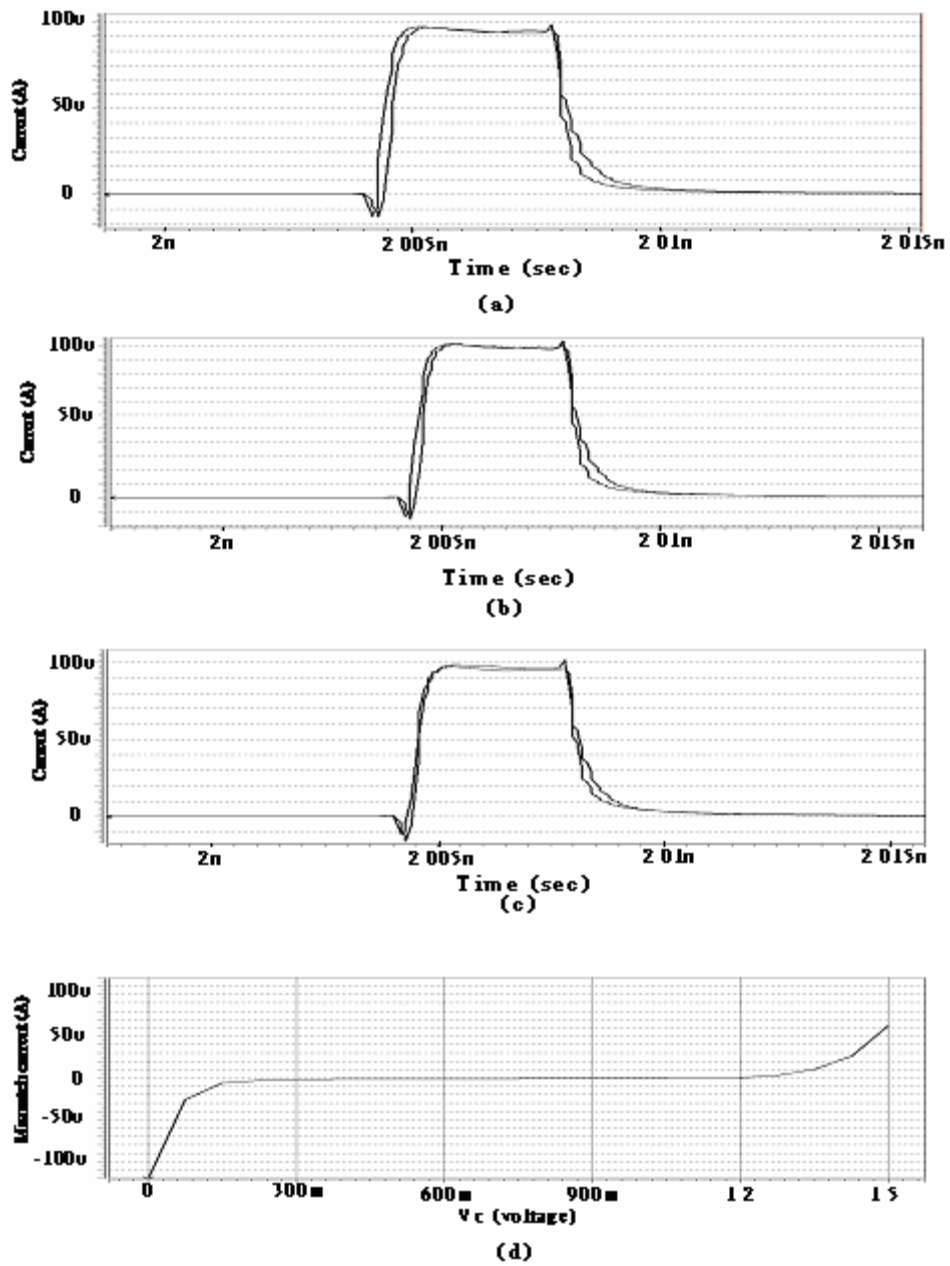 100u
50u
0
Current (A)
2n 2 005n 2 01n 2 015n
Time (sec)
(a)
100u
50u
0
Current (A)
2n 2 005n 2 01n 2 015n
Time (sec)
(b)
100u
50u
0
Current (A)
2n 2 005n 2 01n 2 015n
Time (sec)
(c)
100u
50u
0
-50u
-100u
Mismatch current (A)
0 300m 600m 900m 1 2 1 5
Vc (voltage)
(d)